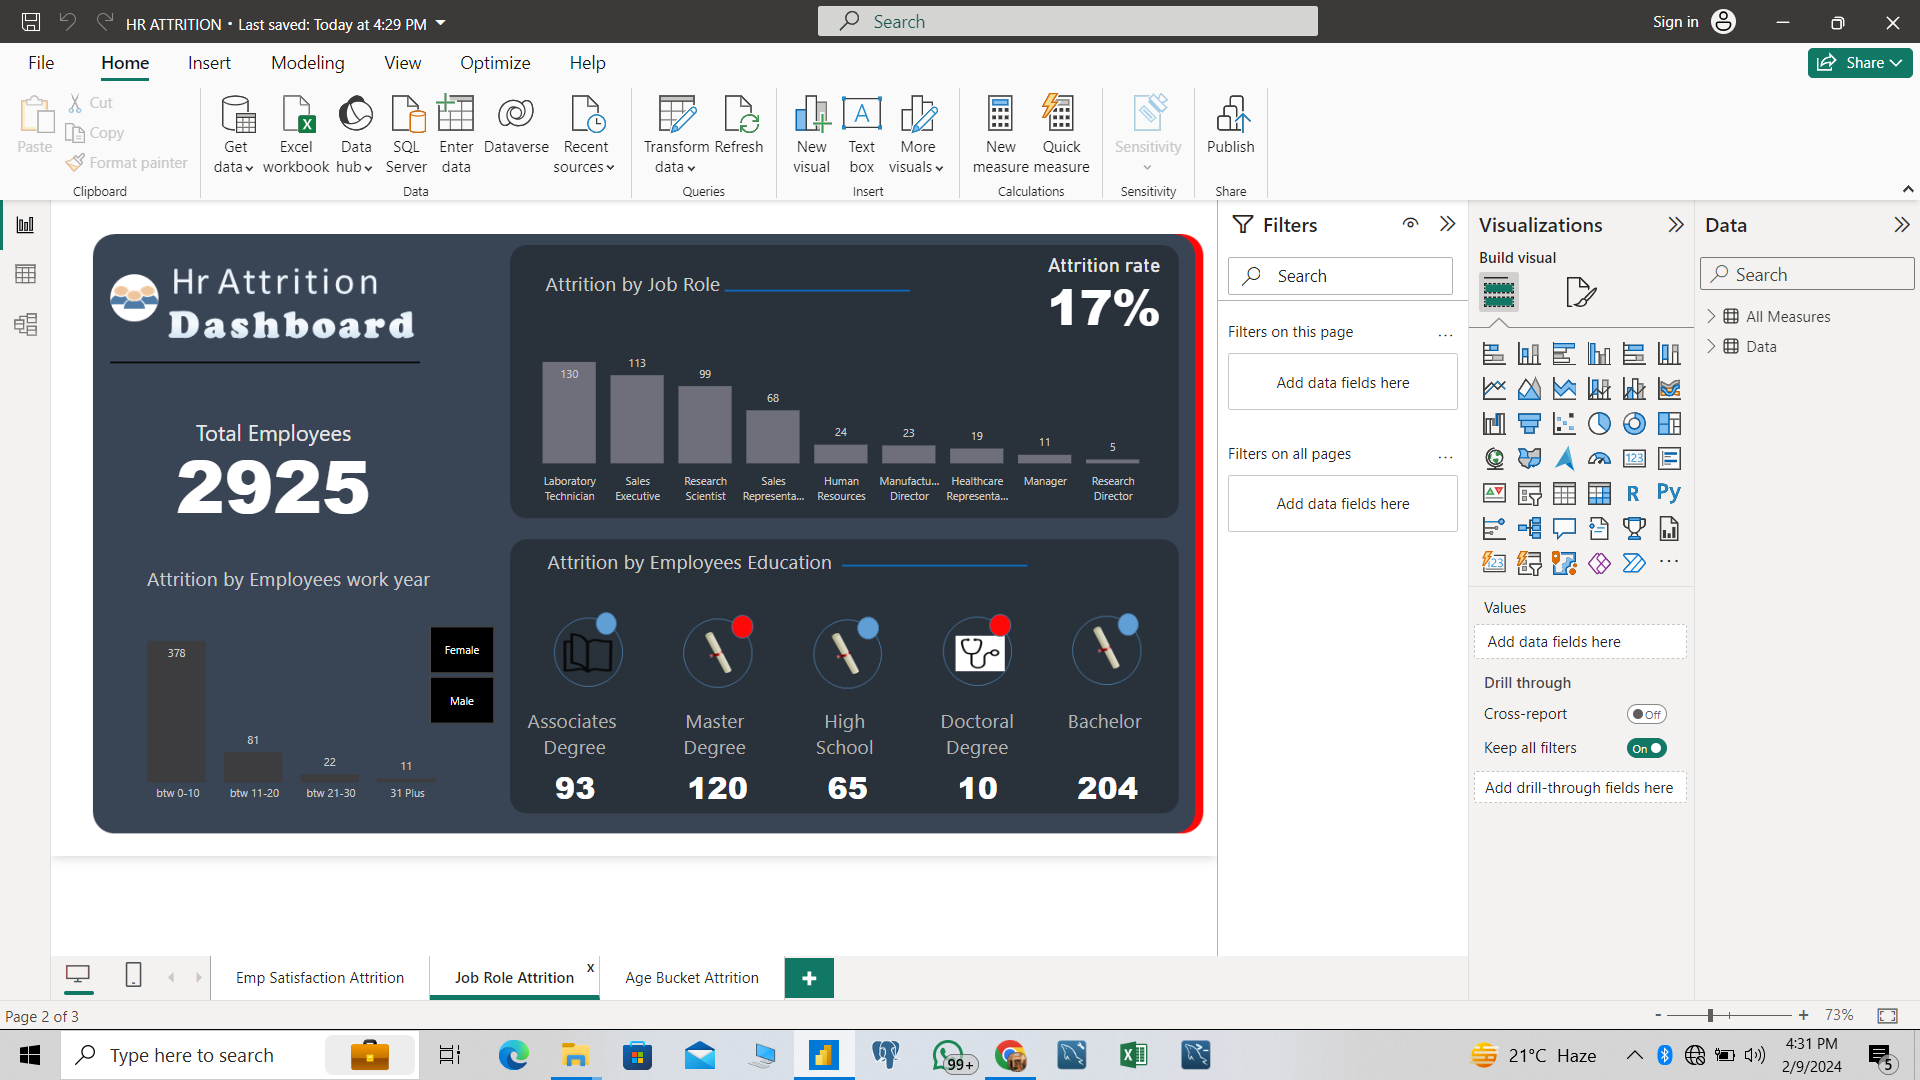 HR ATTRITION • Last saved: Today at 4:29 PM
Search
Sign in
File
Home
Insert
Modeling
View
Optimize
Help
Share
Paste
Cut
Copy
Format painter
Clipboard
Get
data
Excel
workbook
Data
hub
SQL
Server
Enter
data
Dataverse
Recent
sources
Data
Transform
data
Refresh
Queries
New
visual
Text
box
More
visuals
Insert
New
measure
Quick
measure
Calculations
Sensitivity
Sensitivity
Publish
Share
Hr Attrition
Dashboard
Total Employees
2925
Attrition by Employees work year
378
81
22
11
btw 0-10
btw 11-20
btw 21-30
31 Plus
Female
Male
Attrition by Job Role
Attrition rate
17%
130
113
99
68
24
23
19
11
5
Laboratory
Technician
Sales
Executive
Research
Scientist
Sales
Representa...
Human
Resources
Manufactu...
Director
Healthcare
Representa...
Manager
Research
Director
Attrition by Employees Education
Associates
Degree
93
Master
Degree
120
High
School
65
Doctoral
Degree
10
Bachelor
204
Filters
Search
Filters on this page
...
Add data fields here
Filters on all pages
...
Add data fields here
Visualizations
Build visual
123
R
Py
123
...
Values
Add data fields here
Drill through
Cross-report
Off
Keep all filters
On
Add drill-through fields here
Data
Search
All Measures
Data
Emp Satisfaction Attrition
Job Role Attrition
x
Age Bucket Attrition
+
Page 2 of 3
- + 73%
Type here to search
99+
21°C Haze
4:31 PM
2/9/2024
5